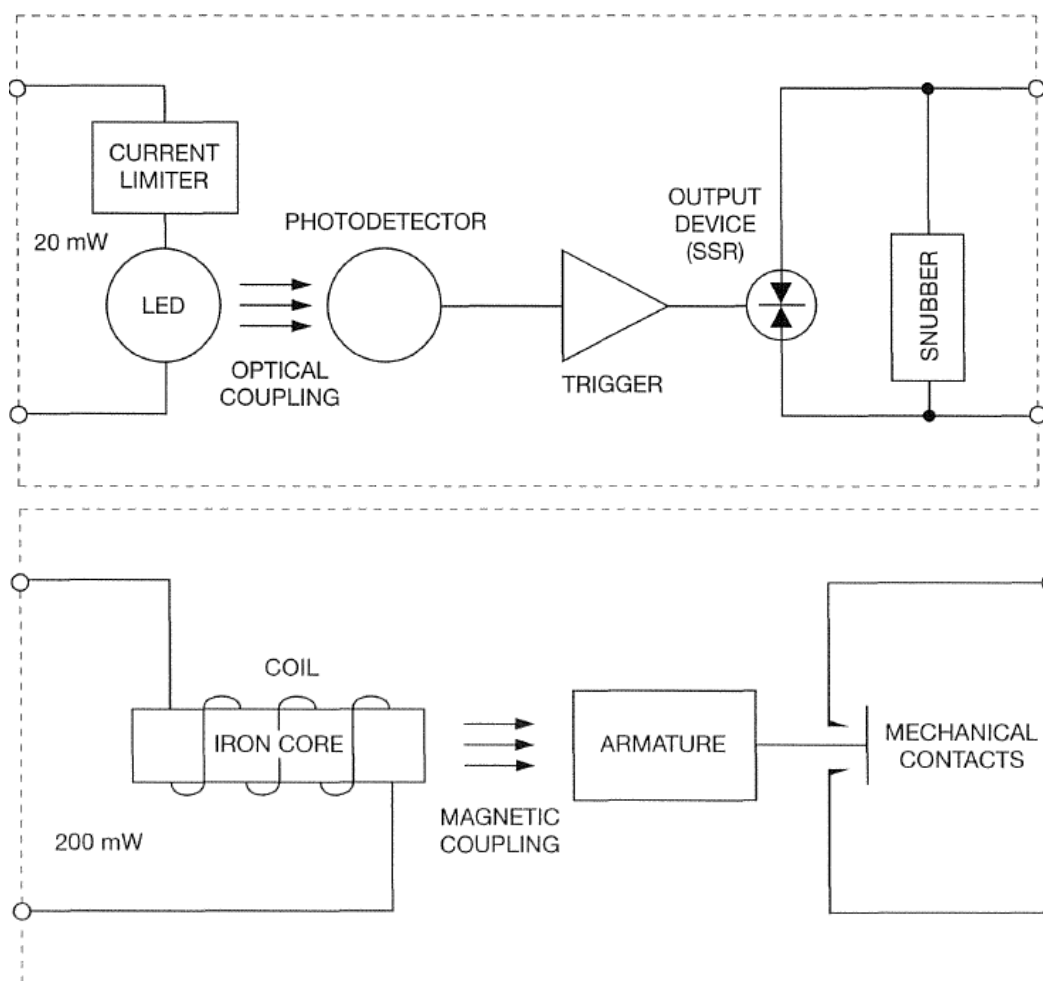 CURRENT
LIMITER
20 mW
LED
OPTICAL
COUPLING
PHOTODETECTOR
TRIGGER
OUTPUT
DEVICE
(SSR)
SNUBBER
COIL
IRON CORE
200 mW
MAGNETIC
COUPLING
ARMATURE
MECHANICAL
CONTACTS